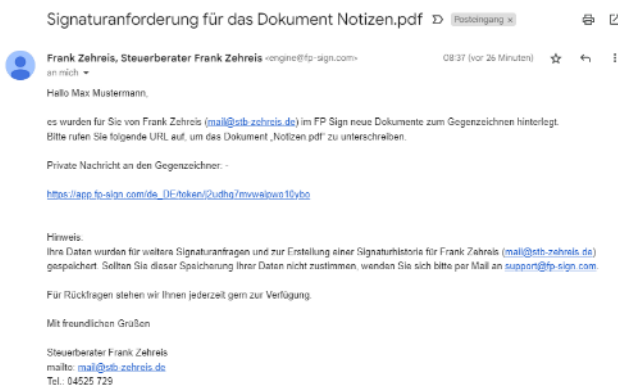 Signaturanforderung für das Dokument Notizen.pdf Posteingang ×
Frank Zehreis, Steuerberater Frank Zehreis <engine@fp-sign.com> 08:37 (vor 26 Minuten)
an mich
Hallo Max Mustermann,
es wurden für Sie von Frank Zehreis (mail@stb-zehreis.de) im FP Sign neue Dokumente zum Gegenzeichnen hinterlegt.
Bitte rufen Sie folgende URL auf, um das Dokument „Notizen.pdf" zu unterschreiben.
Private Nachricht an den Gegenzeichner: -
Hinweis:
Ihre Daten wurden für weitere Signaturanfragen und zur Erstellung einer Signaturhistorie für Frank Zehreis (mail@stb-zehreis.de)
gespeichert. Sollten Sie dieser Speicherung Ihrer Daten nicht zustimmen, wenden Sie sich bitte per Mail an support@fp-sign.com.
Für Rückfragen stehen wir Ihnen jederzeit gern zur Verfügung.
Mit freundlichen Grüßen
Steuerberater Frank Zehreis
mailto: mail@stb-zehreis.de
Tel.: 04525 729